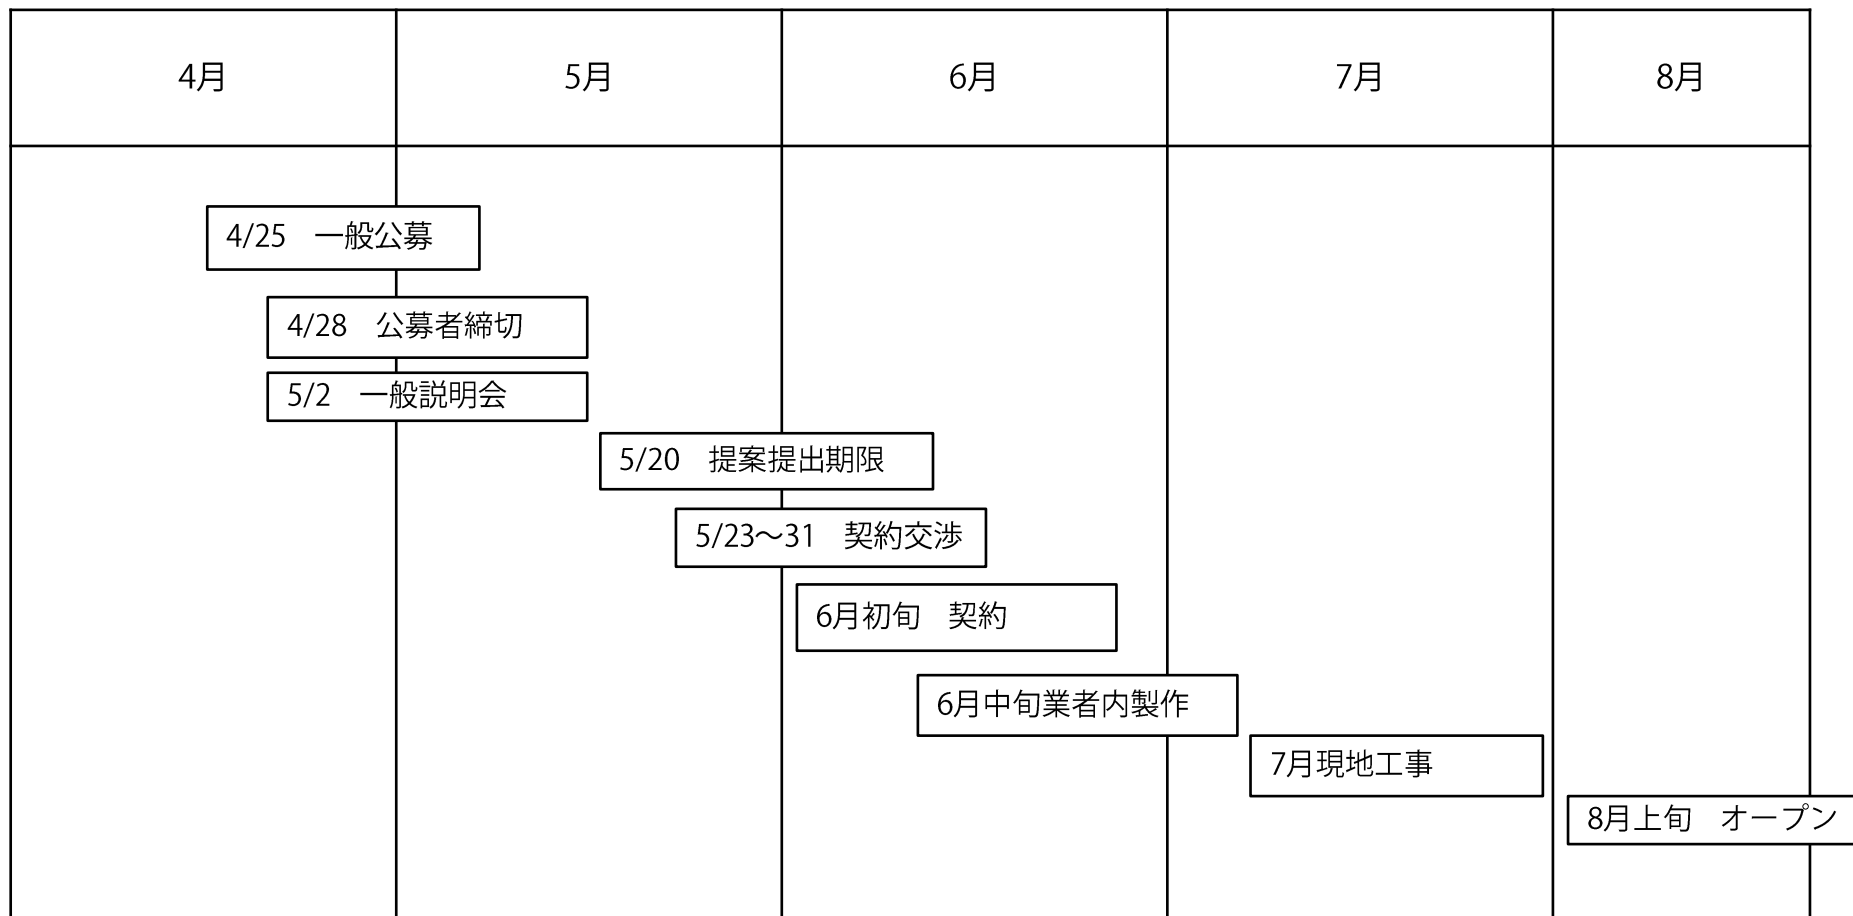 4月 5月 6月 7月 8月
4/25　一般公募
4/28　公募者締切
5/2　一般説明会
5/20　提案提出期限
5/23～31　契約交渉
6月初旬　契約
6月中旬業者内製作
7月現地工事
8月上旬　オープン